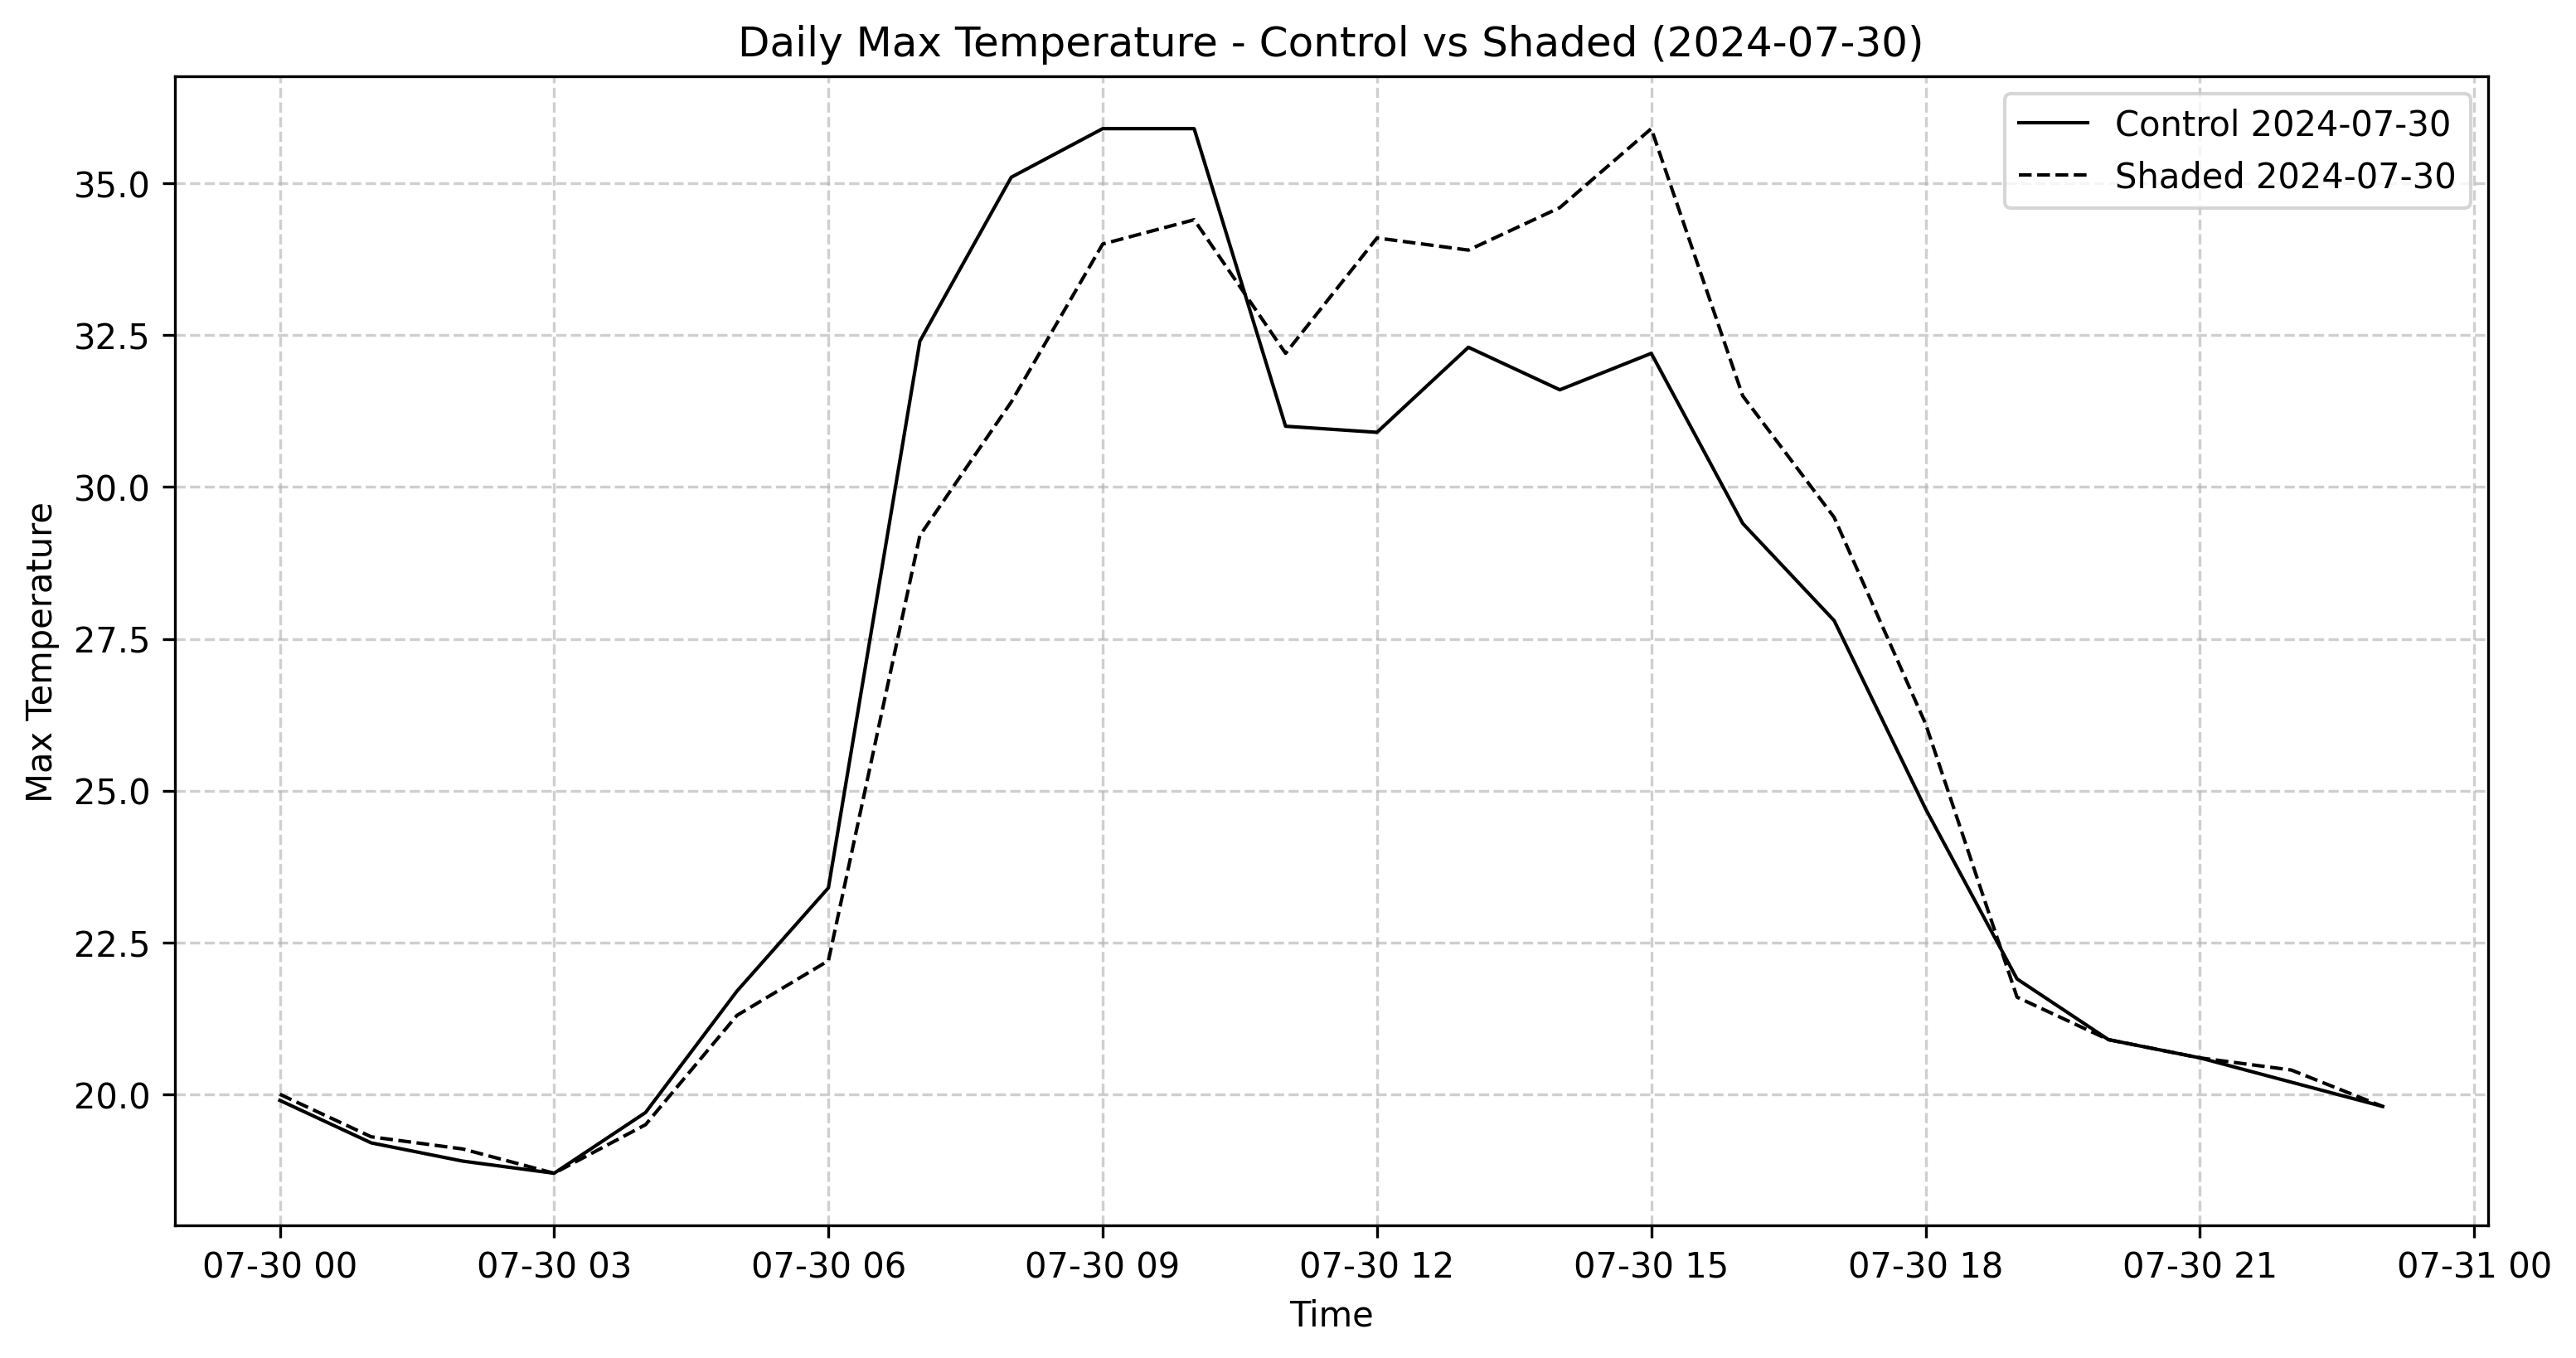 Daily Max Temperature - Control vs Shaded (2024-07-30)
Control 2024-07-30
Shaded 2024-07-30
Max Temperature
35.0
32.5
30.0
27.5
25.0
22.5
20.0
07-30 00 07-30 03 07-30 06 07-30 09 07-30 12 07-30 15 07-30 18 07-30 21 07-31 00
Time